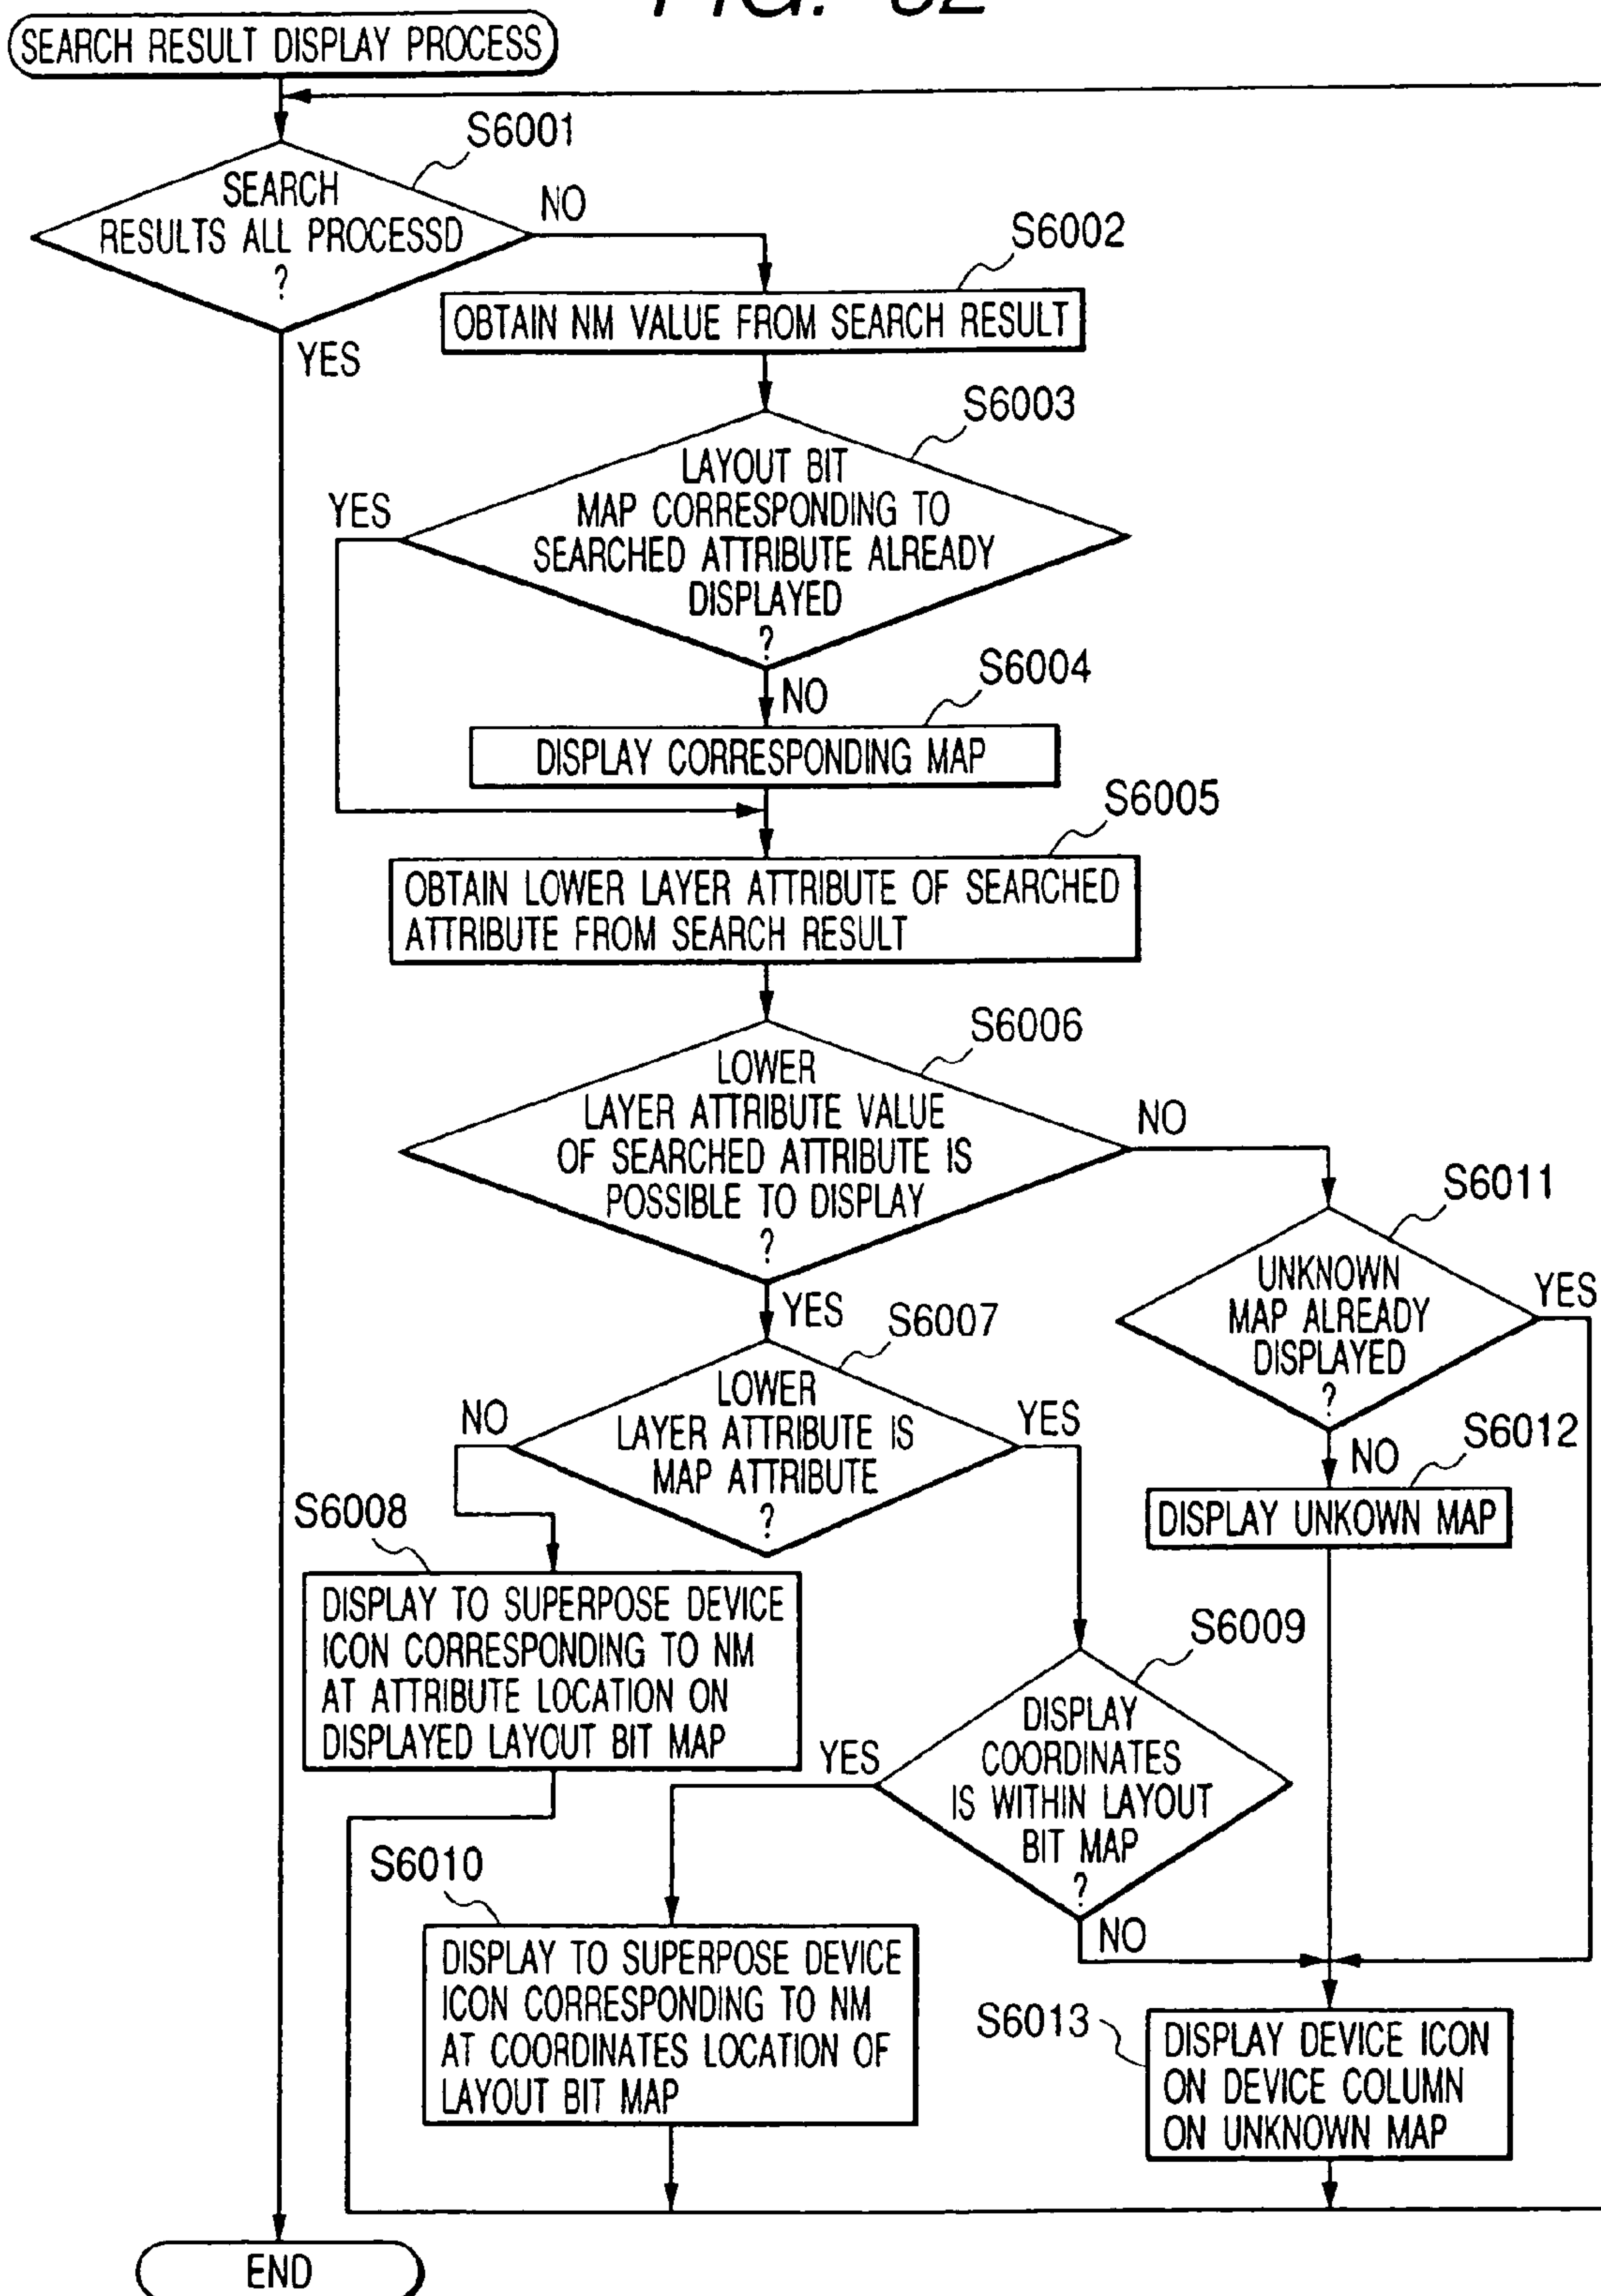 SEARCH RESULT DISPLAY PROCESS
S6001
SEARCH
RESULTS ALL PROCESSD
?
NO
YES
S6002
OBTAIN NM VALUE FROM SEARCH RESULT
S6003
LAYOUT BIT
MAP CORRESPONDING TO
SEARCHED ATTRIBUTE ALREADY
DISPLAYED
?
YES
NO
S6004
DISPLAY CORRESPONDING MAP
S6005
OBTAIN LOWER LAYER ATTRIBUTE OF SEARCHED
ATTRIBUTE FROM SEARCH RESULT
S6006
LOWER
LAYER ATTRIBUTE VALUE
OF SEARCHED ATTRIBUTE IS
POSSIBLE TO DISPLAY
?
NO
YES
S6011
UNKNOWN
MAP ALREADY
DISPLAYED
?
YES
NO
S6007
LOWER
LAYER ATTRIBUTE IS
MAP ATTRIBUTE
?
NO
YES
S6012
DISPLAY UNKOWN MAP
S6008
DISPLAY TO SUPERPOSE DEVICE
ICON CORRESPONDING TO NM
AT ATTRIBUTE LOCATION ON
DISPLAYED LAYOUT BIT MAP
S6009
DISPLAY
COORDINATES
IS WITHIN LAYOUT
BIT MAP
?
YES
NO
S6010
DISPLAY TO SUPERPOSE DEVICE
ICON CORRESPONDING TO NM
AT COORDINATES LOCATION OF
LAYOUT BIT MAP
S6013
DISPLAY DEVICE ICON
ON DEVICE COLUMN
ON UNKNOWN MAP
END